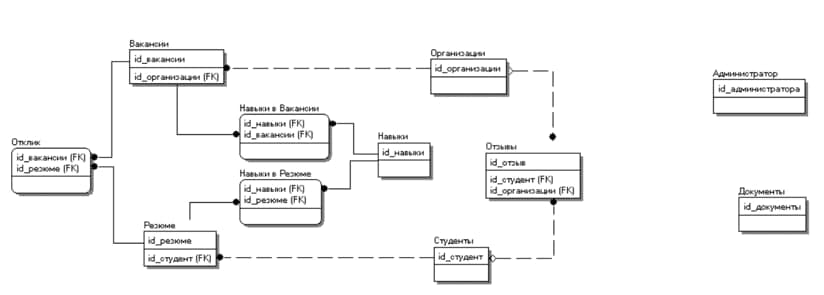 Вакансии
id_вакансии
id_организации (FK)
Организации
id_организации
Администратор
id_администратора
Навыки в Вакансии
id_навыки (FK)
id_вакансии (FK)
Отклик
id_вакансии (FK)
id_резюме (FK)
Навыки
id_навыки
Отзывы
id_отзыв
id_студент (FK)
id_организации (FK)
Навыки в Резюме
id_навыки (FK)
id_резюме (FK)
Документы
id_документы
Резюме
id_резюме
id_студент (FK)
Студенты
id_студент